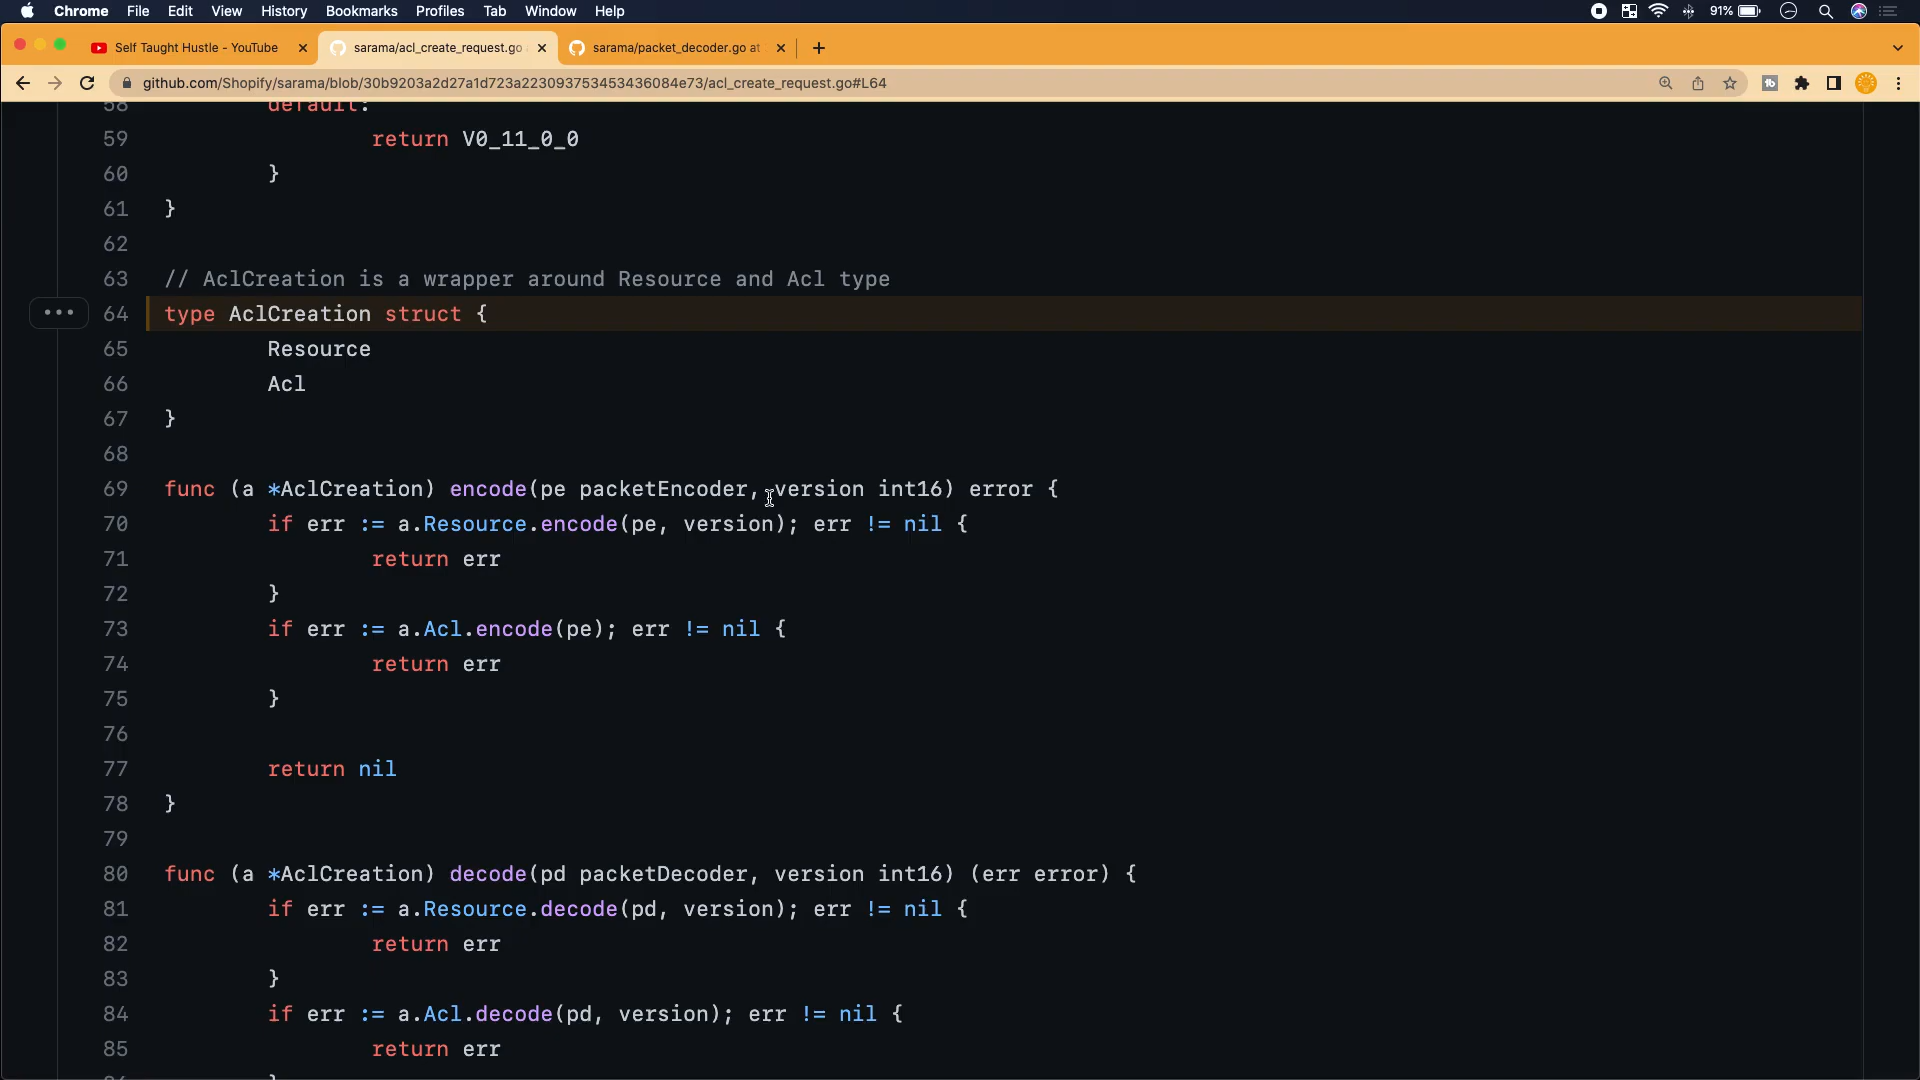 Chrome File Edit View History Bookmarks Profiles Tab Window Help 91%
Self Taught Hustle - YouTube sarama/acl_create_request.go sarama/packet_decoder.go at
github.com/Shopify/sarama/blob/30b9203a2d27a1d723a223093753453436084e73/acl_create_request.go#L64
58 default:
59 return V0_11_0_0
60 }
61 }
62
63 // AclCreation is a wrapper around Resource and Acl type
64 type AclCreation struct {
65 Resource
66 Acl
67 }
68
69 func (a *AclCreation) encode(pe packetEncoder, version int16) error {
70 if err := a.Resource.encode(pe, version); err != nil {
71 return err
72 }
73 if err := a.Acl.encode(pe); err != nil {
74 return err
75 }
76
77 return nil
78 }
79
80 func (a *AclCreation) decode(pd packetDecoder, version int16) (err error) {
81 if err := a.Resource.decode(pd, version); err != nil {
82 return err
83 }
84 if err := a.Acl.decode(pd, version); err != nil {
85 return err